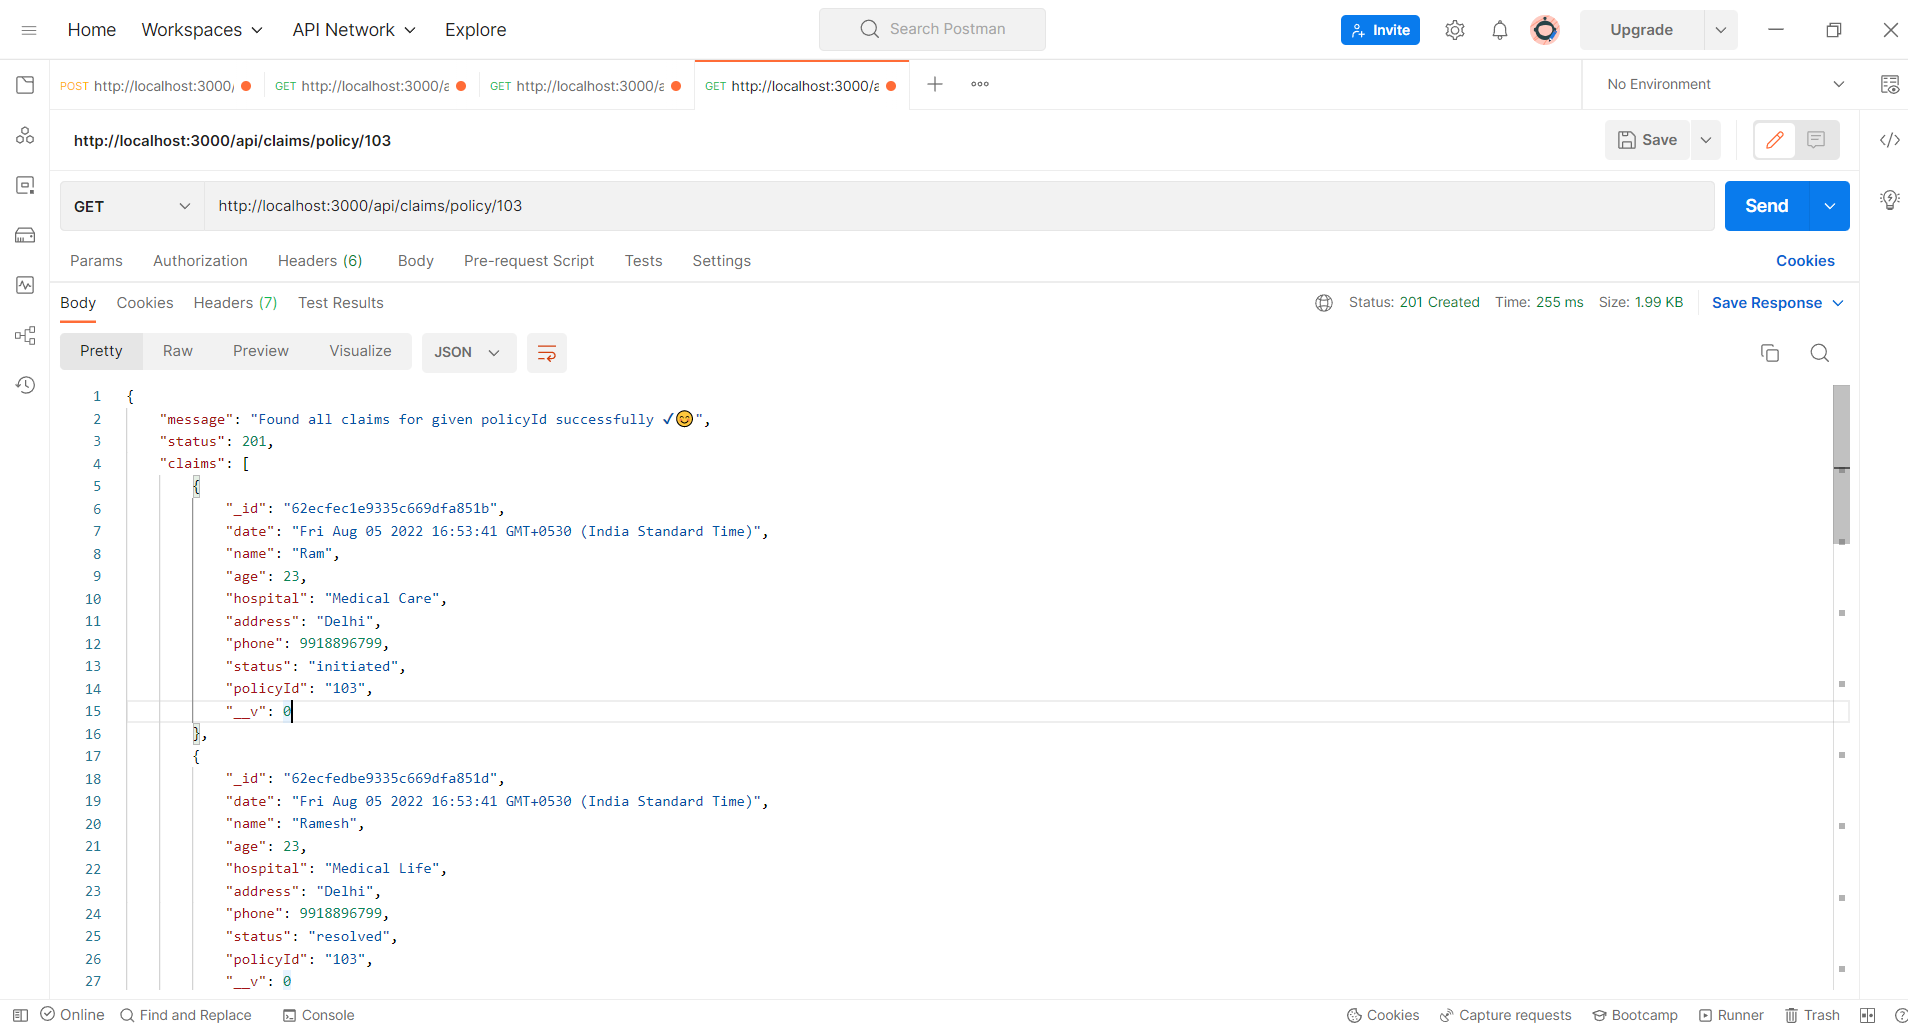 Home Workspaces API Network Explore Search Postman Invite Upgrade
POST http://localhost:3000/ GET http://localhost:3000/a GET http://localhost:3000/a GET http://localhost:3000/a No Environment
http://localhost:3000/api/claims/policy/103 Save
GET http://localhost:3000/api/claims/policy/103 Send
Params Authorization Headers (6) Body Pre-request Script Tests Settings Cookies
Body Cookies Headers (7) Test Results Status: 201 Created Time: 255 ms Size: 1.99 KB Save Response
Pretty Raw Preview Visualize JSON
1 {
2 "message": "Found all claims for given policyId successfully ✓😊",
3 "status": 201,
4 "claims": [
5 {
6 "_id": "62ecfec1e9335c669dfa851b",
7 "date": "Fri Aug 05 2022 16:53:41 GMT+0530 (India Standard Time)",
8 "name": "Ram",
9 "age": 23,
10 "hospital": "Medical Care",
11 "address": "Delhi",
12 "phone": 9918896799,
13 "status": "initiated",
14 "policyId": "103",
15 "__v": 0
16 },
17 {
18 "_id": "62ecfedbe9335c669dfa851d",
19 "date": "Fri Aug 05 2022 16:53:41 GMT+0530 (India Standard Time)",
20 "name": "Ramesh",
21 "age": 23,
22 "hospital": "Medical Life",
23 "address": "Delhi",
24 "phone": 9918896799,
25 "status": "resolved",
26 "policyId": "103",
27 "__v": 0
Online Find and Replace Console Cookies Capture requests Bootcamp Runner Trash